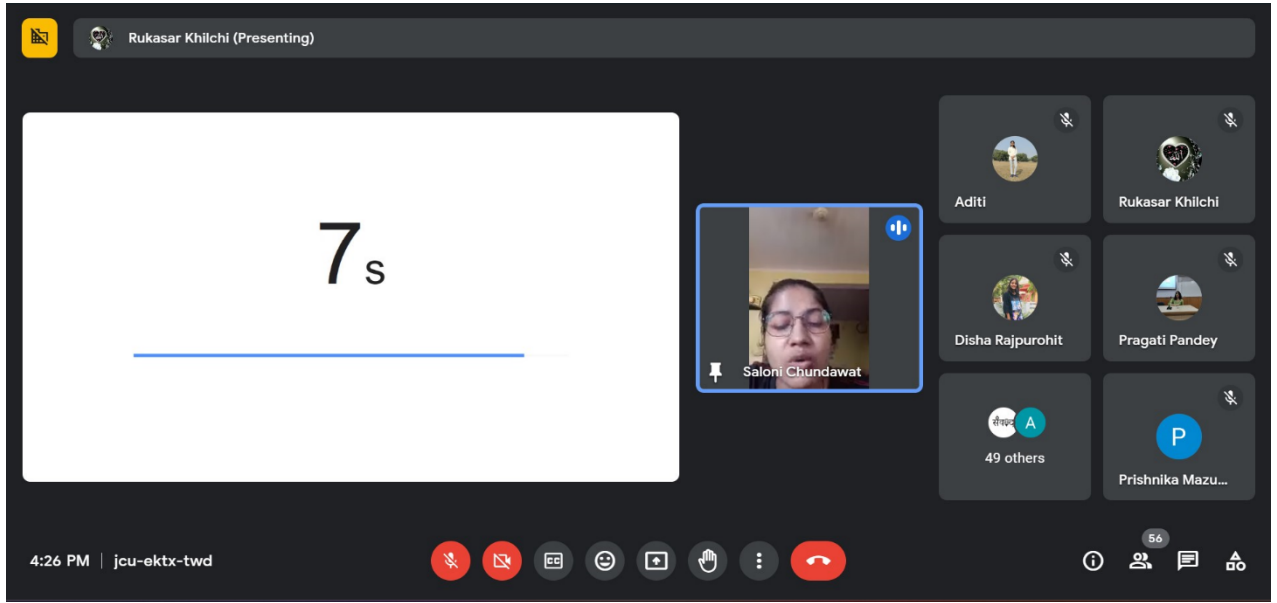 Rukasar Khilchi (Presenting)
7s
Saloni Chundawat
Aditi
Rukasar Khilchi
Disha Rajpurohit
Pragati Pandey
A
49 others
P
Prishnika Mazu...
4:26 PM | jcu-ektx-twd
CC
56